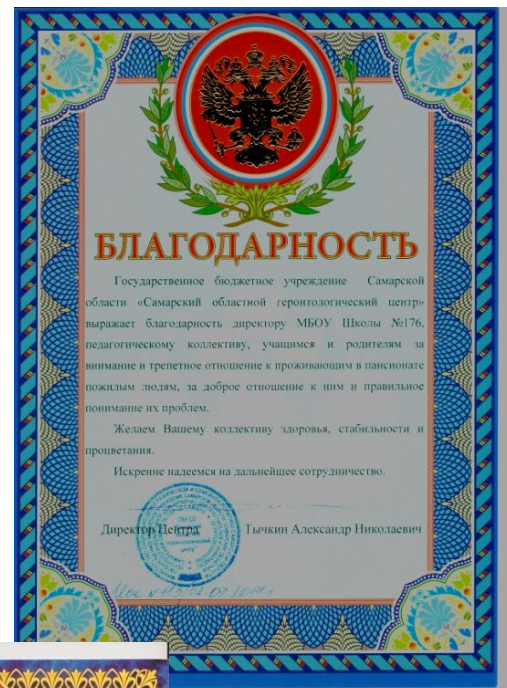 БЛАГОДАРНОСТЬ
Государственное бюджетное учреждение Самарской
области «Самарский областной геронтологический центр»
выражает благодарность директору МБОУ Школы №176,
педагогическому коллективу, учащимся и родителям за
внимание и трепетное отношение к проживающим в пансионате
пожилым людям, за доброе отношение к ним и правильное
понимание их проблем.
Желаем Вашему коллективу здоровья, стабильности и
процветания.
Искренне надеемся на дальнейшее сотрудничество.
Директор Центра Тычкин Александр Николаевич